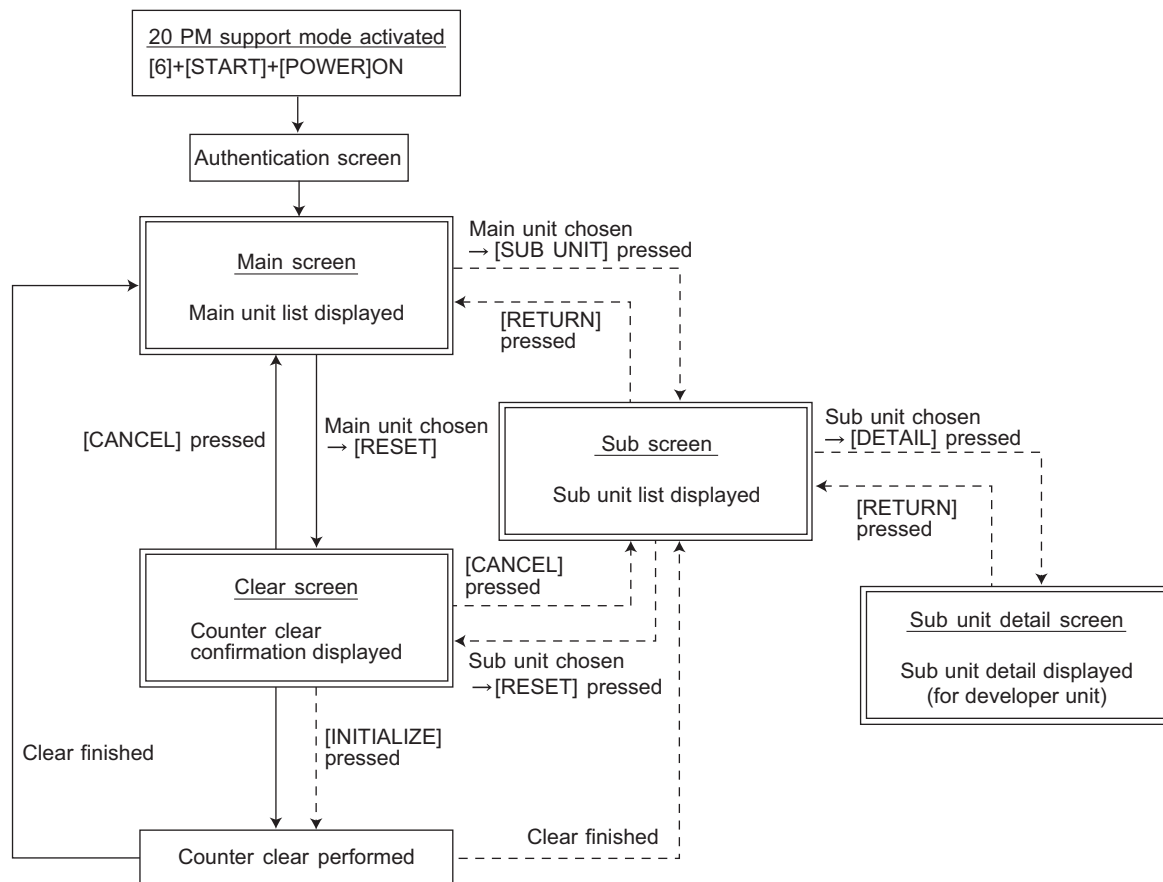 20 PM support mode activated
[6]+[START]+[POWER]ON
Authentication screen
Main screen
Main unit list displayed
Main unit chosen
→ [SUB UNIT] pressed
[RETURN]
pressed
[CANCEL] pressed
Main unit chosen
→ [RESET]
Sub screen
Sub unit list displayed
Sub unit chosen
→ [DETAIL] pressed
[RETURN]
pressed
Clear screen
Counter clear
confirmation displayed
[CANCEL]
pressed
Sub unit chosen
→[RESET] pressed
Sub unit detail screen
Sub unit detail displayed
(for developer unit)
Clear finished
[INITIALIZE]
pressed
Counter clear performed
Clear finished